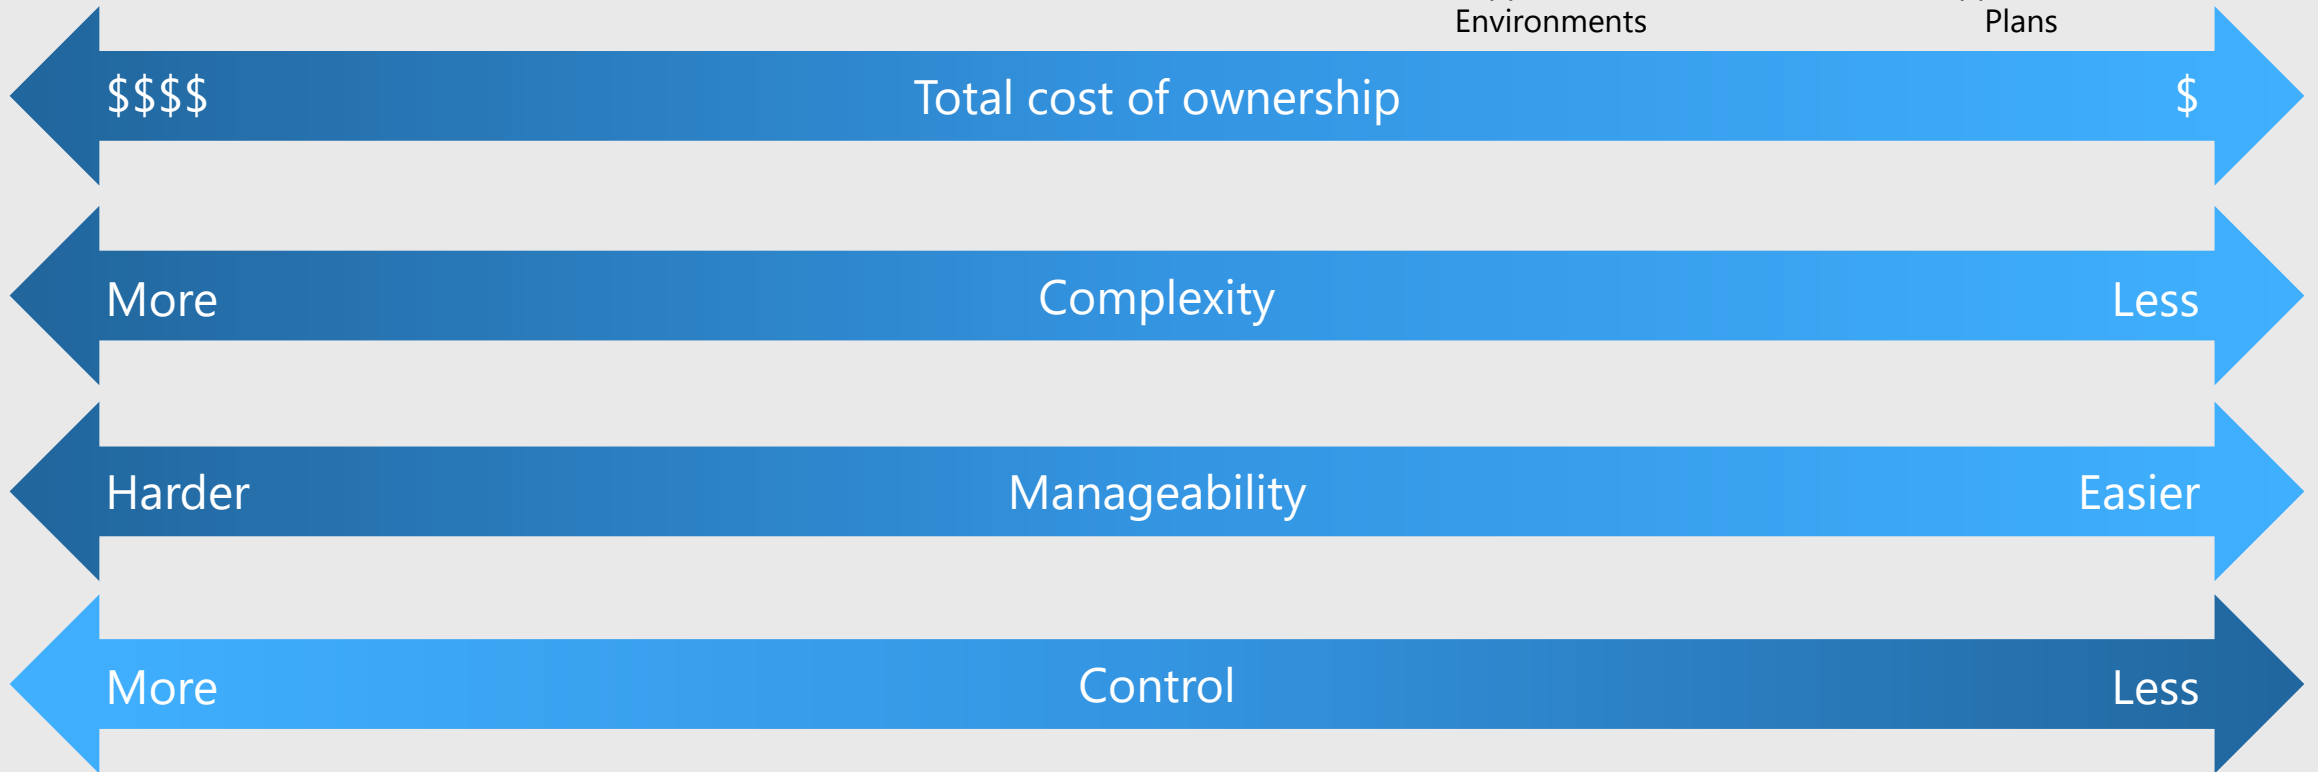 Environments Plans
$$$$ Total cost of ownership $
More Complexity Less
Harder Manageability Easier
More Control Less